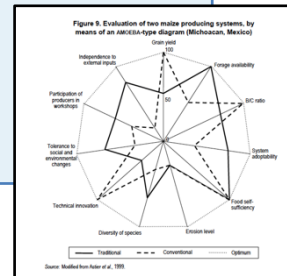 Figure 9. Evaluation of two maize producing systems, by
means of an AMOEBA-type diagram (Michoacan, Mexico)
Grain yield
100
Independence to
external inputs
Forage availability
50
Participation of
producers in
workshops
B/C ratio
0
Tolerance to
social and
environmental
changes
System
adoptability
Technical innovation
Food self-
sufficiency
Diversity of species
Erosion level
Traditional
Conventional
Optimum
Source: Modified from Astier et al., 1999.